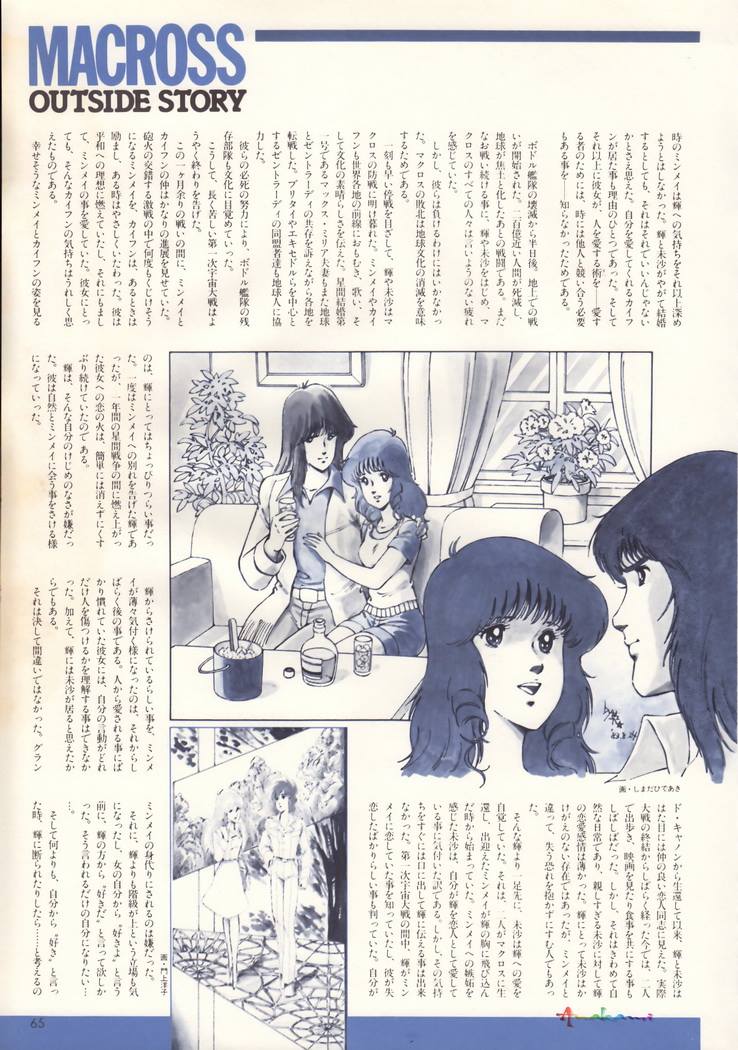 MACROSS
OUTSIDE STORY
時のミンメイは輝への気持ちをそれ以上深め
ようとはしなかった。輝と未沙がやがて結婚
するとしても、それはそれでいいんじゃない
かとさえ思えた。自分を愛してくれるカイフ
ンが居た事も理由のひとつであった。そして
それ以上に彼女が、人を愛する術を──愛す
る者のためには、時には他人と競い合う必要
もある事を──知らなかったためである。
ボドル艦隊の壊滅から半日後。地上での戦
いが開始された。二百億近い人間が死滅し、
地球が焦土と化したあとの戦闘である。まだ
なお戦い続ける事に、輝や未沙をはじめ、マ
クロスのすべての人々は言いようのない疲れ
を感じていた。
しかし、彼らは負けるわけにはいかなかっ
た。マクロスの敗北は地球文化の消滅を意味
するためである。
一刻も早い停戦を目ざして、輝や未沙はマ
クロスの防戦に明け暮れた。ミンメイやカイ
フンも世界各地の前線におもむき、歌い、そ
して文化の素晴らしさを伝えた。星間結婚第
一号であるマックス・ミリア夫妻もまた地球
とゼントラーディの共存を訴えながら各地を
転戦した。ブリタイやエキセドルらを中心と
するゼントラーディの同盟者達も地球人に協
力した。
彼らの必死の努力により、ボドル艦隊の残
存部隊も文化に目覚めていった。
こうして、長く苦しい第一次宇宙大戦はよ
うやく終わりを告げた。
この一ヶ月余りの戦いの間に、ミンメイと
カイフンの仲はかなりの進展を見せていた。
砲火の交錯する激戦の中で何度もくじけそう
になるミンメイを、カイフンは、あるときは
励まし、ある時はやさしくいたわった。彼は
平和への理想に燃えていたし、それにもまし
て、ミンメイの事を愛していた。彼女にとっ
ても、そんなカイフンの気持ちはうれしく思
えたものである。
幸せそうなミンメイとカイフンの姿を見る
のは、輝にとってはちょっぴりつらい事だっ
た。一度はミンメイへの別れを告げた輝であ
ったが、一年間の星間戦争の間に燃え上がっ
た彼女への恋の火は、簡単には消えずにくす
ぶり続けていたのである。
輝は、そんな自分のけじめのなさが嫌だっ
た。彼は自然とミンメイに会う事をさける様
になっていった。
画・しまだひであき
輝からさけられているらしい事を、ミンメ
イが薄々気付く様になったのは、それからし
ばらく後の事である。人から愛される事にば
かり慣れていた彼女には、自分の言動がどれ
だけ人を傷つけるかを理解する事はできなか
った。加えて、輝には未沙が居ると思えたか
らでもある。
それは決して間違いではなかった。グラン
ド・キャノンから生還して以来、輝と未沙は
はた目には仲の良い恋人同志に見えた。実際
大戦の終結からしばらく経った今では、二人
で出歩き、映画を見たり食事を共にする事も
しばしばだった。しかし、それはきわめて自
然な日常であり、親しすぎる未沙に対して輝
の恋愛感情は薄かった。輝にとって未沙はか
けがえのない存在ではあったが、ミンメイと
違って、失う恐れを抱かずにすむ人でもあっ
た。
そんな輝より一足先に、未沙は輝への愛を
自覚していた。それは、二人がマクロスに生
還し、出迎えたミンメイが輝の胸に飛び込ん
だ時から始まっていた。ミンメイへの嫉妬を
感じた未沙は、自分が輝を恋人として愛して
いる事に気付いた訳である。しかし、その気持
ちをすぐには口に出して輝に伝える事は出来
なかった。第一次宇宙大戦の間中、輝がミン
メイに恋していた事を知っていたし、彼が失
恋したばかりらしい事も判っていた。自分が
ミンメイの身代りにされるのは嫌だった。
それに、輝よりも階級が上という立場も気
になったし、女の自分から“好きよ”と言う
前に、輝の方から“好きだ”と言って欲しか
った。そう言われるだけの自分になりたい…
…。
そして何よりも、自分から“好き”と言っ
た時、輝に断られたりしたら……と考えるの
画・門上洋子
65